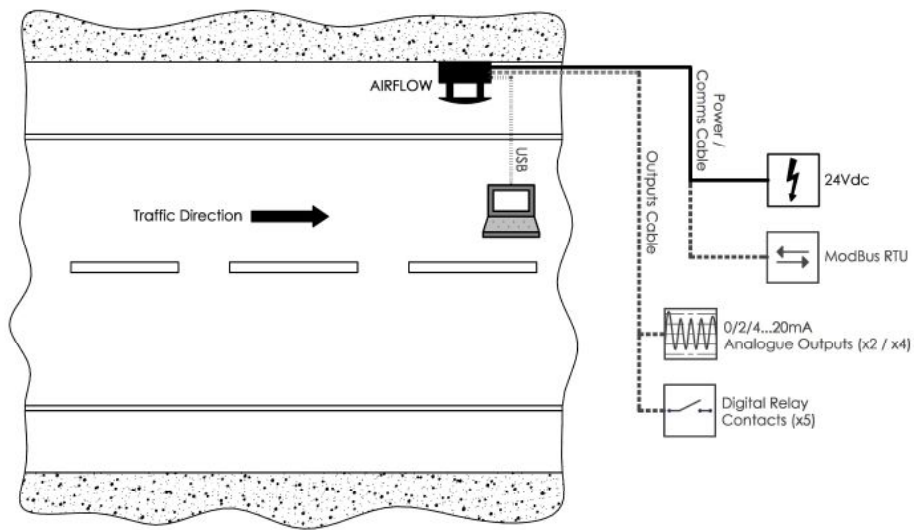 AIRFLOW
Power /
Comms Cable
USB
Outputs Cable
24Vdc
Traffic Direction
ModBus RTU
0/2/4...20mA
Analogue Outputs (x2 / x4)
Digital Relay
Contacts (x5)